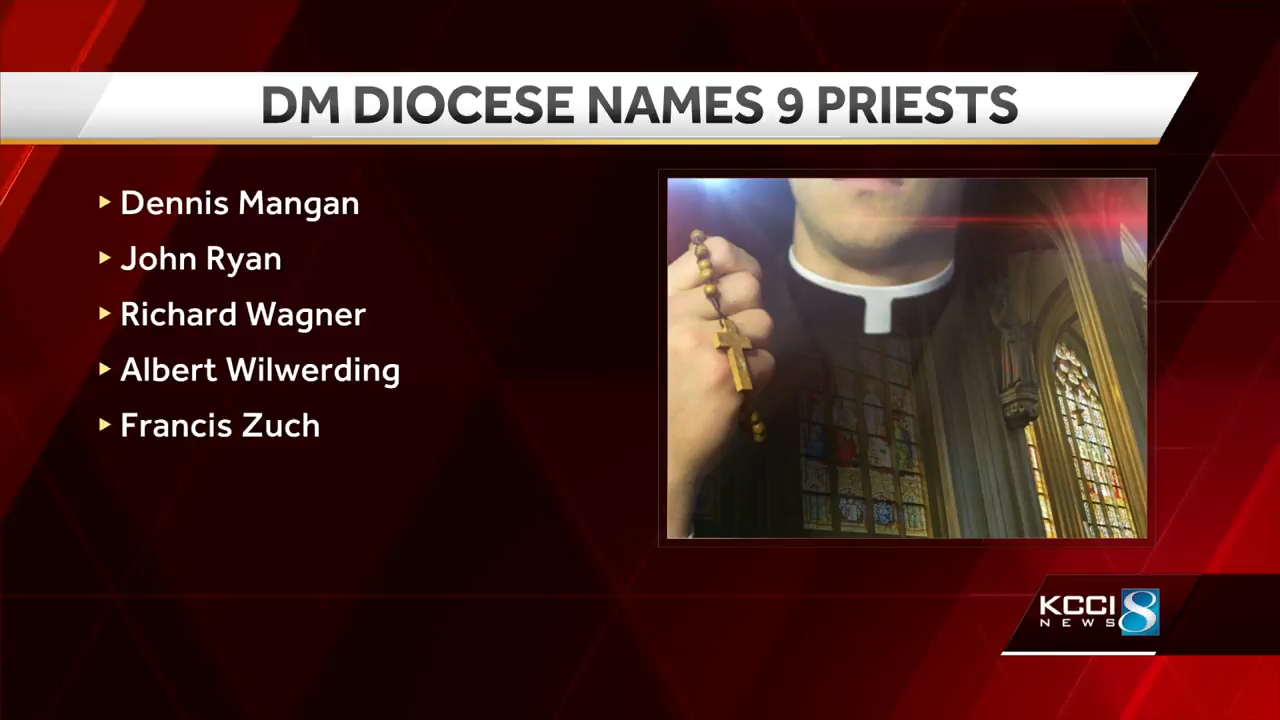 DM DIOCESE NAMES 9 PRIESTS
Dennis Mangan
John Ryan
Richard Wagner
Albert Wilwerding
Francis Zuch
KCCI 8
NEWS